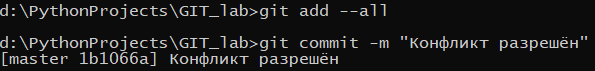 d:\PythonProjects\GIT_lab>git add --all
d:\PythonProjects\GIT_lab>git commit -m "Конфликт разрешён"
[master 1b1066a] Конфликт разрешён